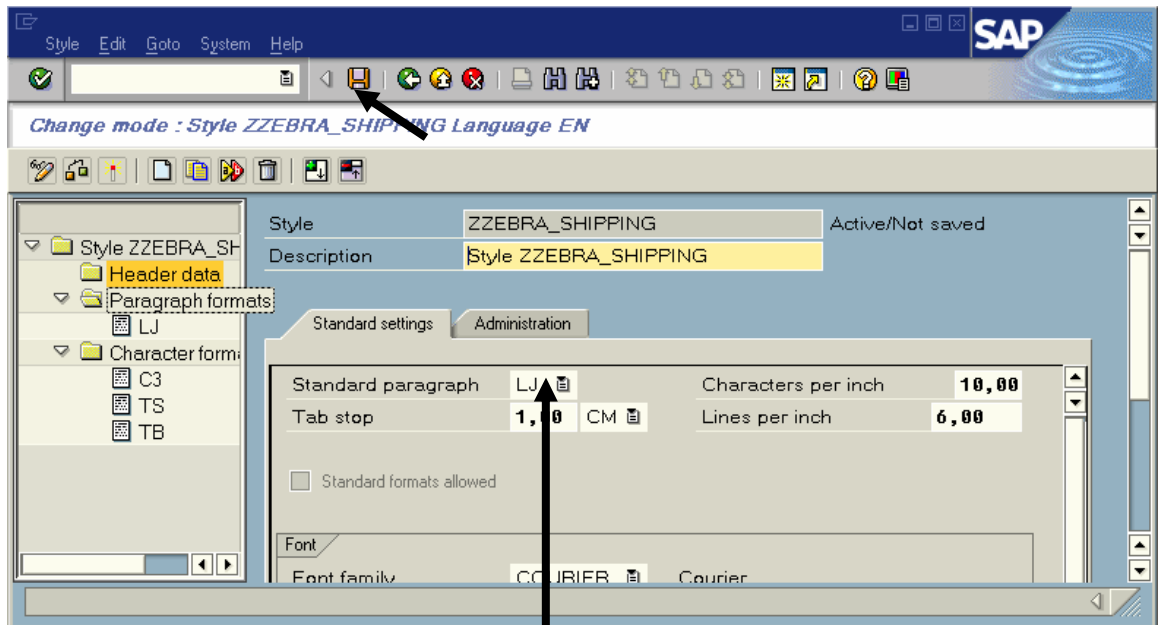 Style Edit Goto System Help
SAP
Change mode : Style ZZEBRA_SHIPPING Language EN
Style ZZEBRA_SHIPPING Active/Not saved
Description Style ZZEBRA_SHIPPING
Style ZZEBRA_SH
Header data
Paragraph formats
LJ
Character form
C3
TS
TB
Standard settings Administration
Standard paragraph LJ Characters per inch 10,00
Tab stop 1,00 CM Lines per inch 6,00
Standard formats allowed
Font
Font family COURIER Courier